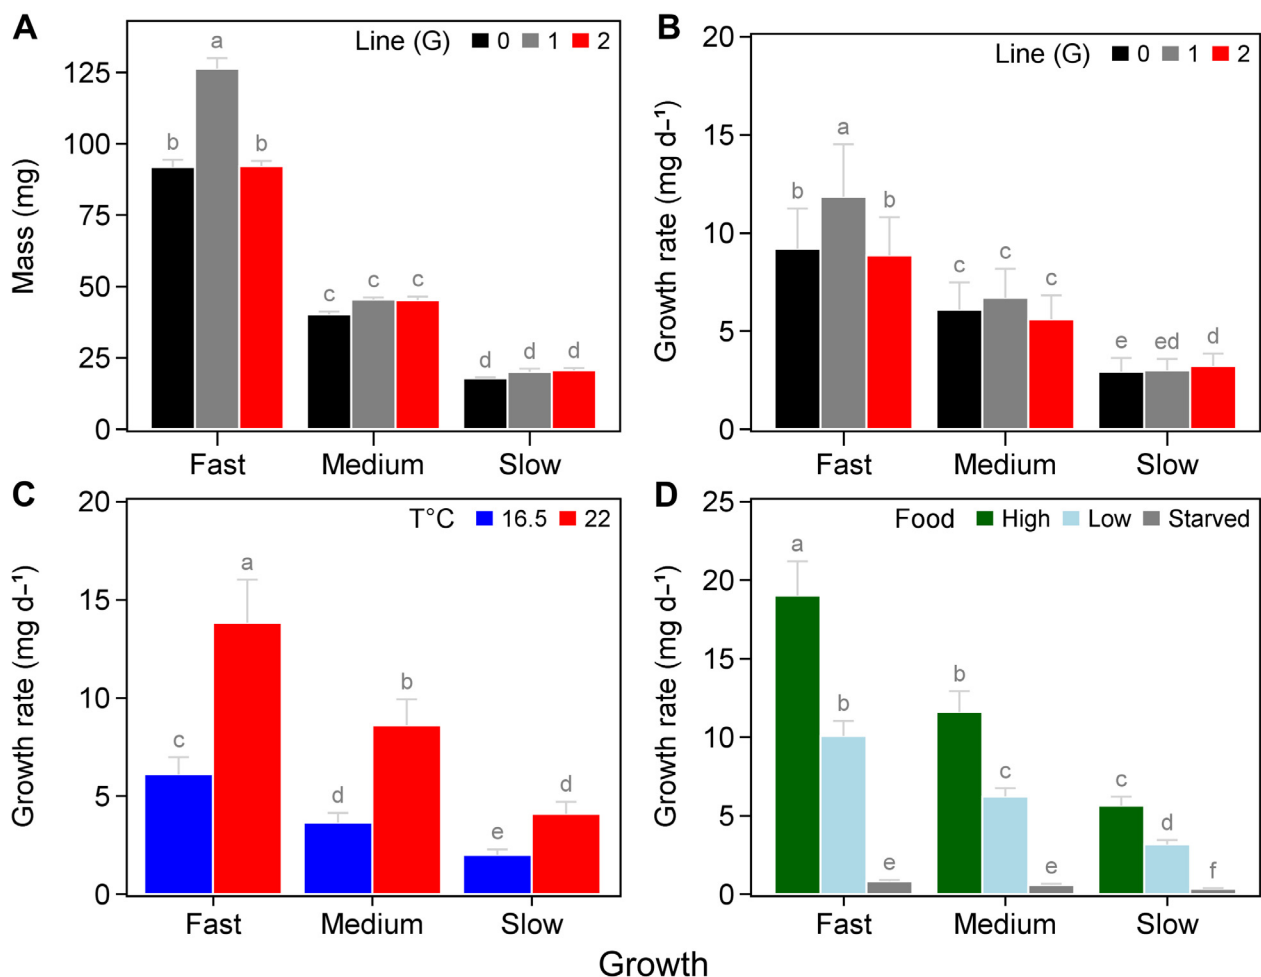 A
Line (G) 0 1 2
Mass (mg)
125
100
75
50
25
0
a
b b
c c c
d d d
Fast Medium Slow
B
Line (G) 0 1 2
Growth rate (mg d–¹)
20
15
10
5
0
a
b b
c c c
e ed d
Fast Medium Slow
C
T°C 16.5 22
Growth rate (mg d–¹)
20
15
10
5
0
c a
d b
e d
Fast Medium Slow
D
Food High Low Starved
Growth rate (mg d–¹)
25
20
15
10
5
0
a b e
b c e
c d f
Fast Medium Slow
Growth